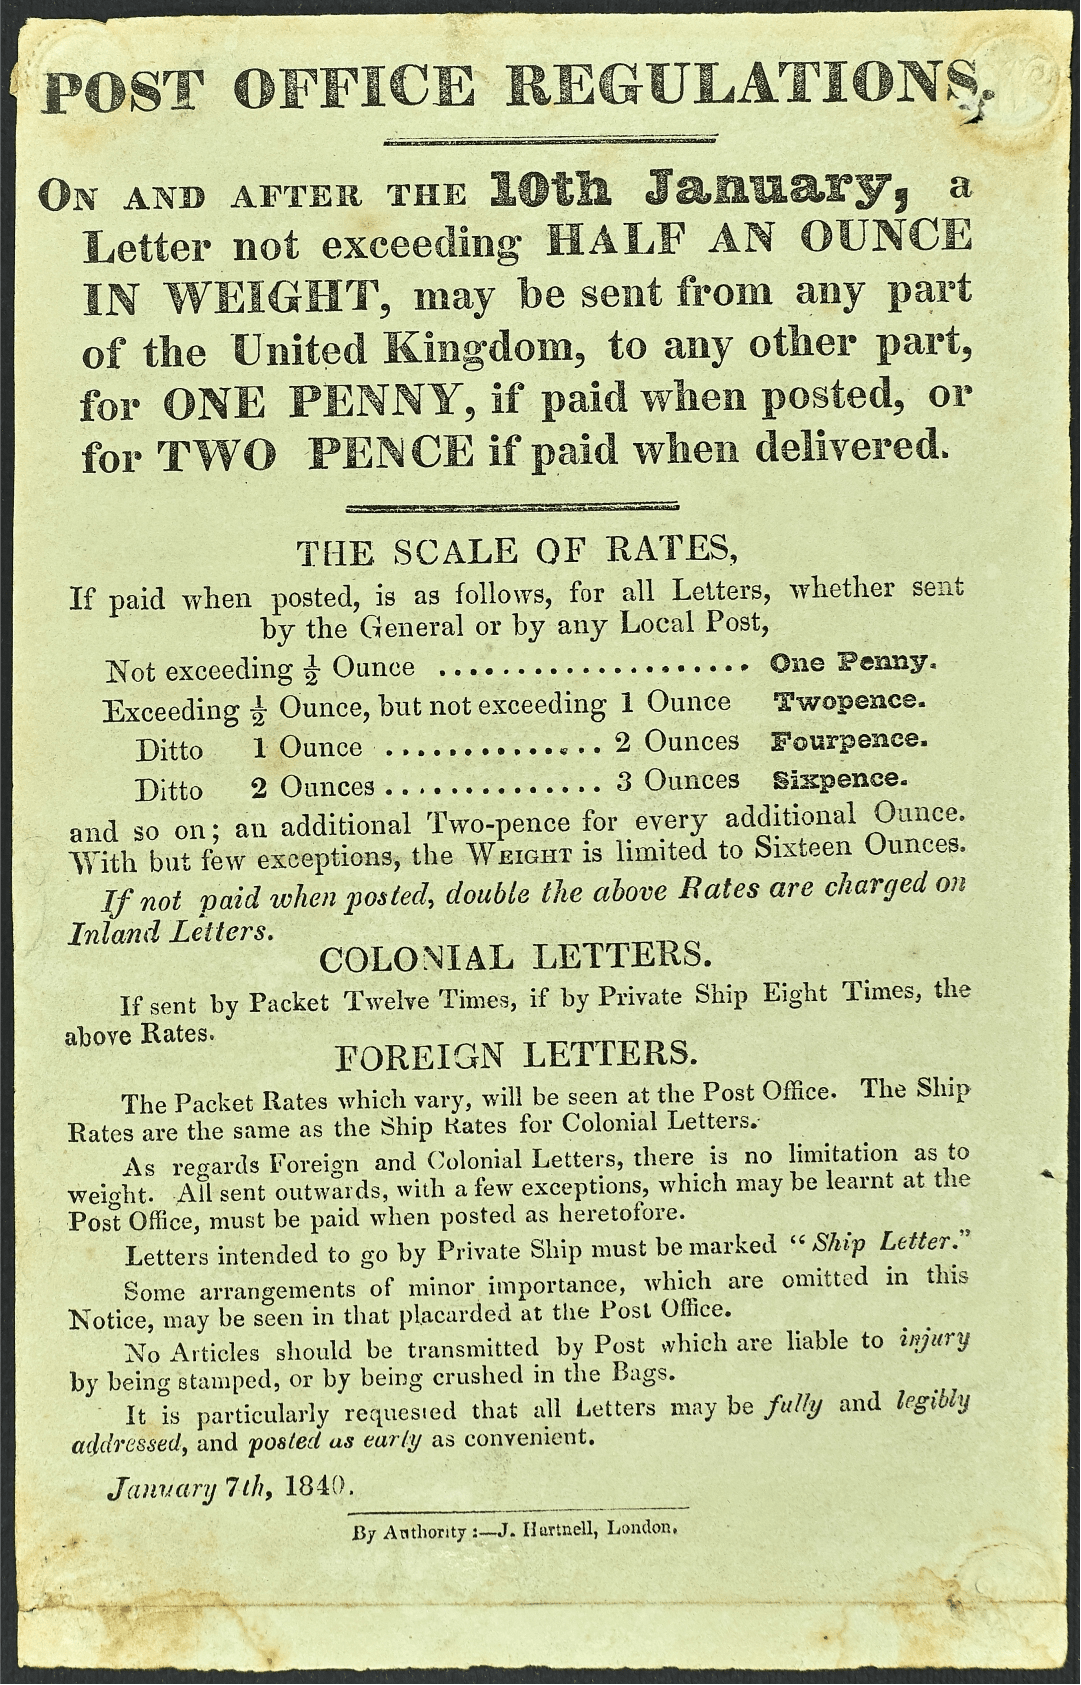 POST OFFICE REGULATIONS.
ON AND AFTER THE 10th January, a
Letter not exceeding HALF AN OUNCE
IN WEIGHT, may be sent from any part
of the United Kingdom, to any other part,
for ONE PENNY, if paid when posted, or
for TWO PENCE if paid when delivered.
THE SCALE OF RATES,
If paid when posted, is as follows, for all Letters, whether sent
by the General or by any Local Post,
Not exceeding ½ Ounce ..................... One Penny.
Exceeding ½ Ounce, but not exceeding 1 Ounce Twopence.
Ditto 1 Ounce .............. 2 Ounces Fourpence.
Ditto 2 Ounces .............. 3 Ounces Sixpence.
and so on; an additional Two-pence for every additional Ounce.
With but few exceptions, the WEIGHT is limited to Sixteen Ounces.
If not paid when posted, double the above Rates are charged on
Inland Letters.
COLONIAL LETTERS.
If sent by Packet Twelve Times, if by Private Ship Eight Times, the
above Rates.
FOREIGN LETTERS.
The Packet Rates which vary, will be seen at the Post Office. The Ship
Rates are the same as the Ship Rates for Colonial Letters.
As regards Foreign and Colonial Letters, there is no limitation as to
weight. All sent outwards, with a few exceptions, which may be learnt at the
Post Office, must be paid when posted as heretofore.
Letters intended to go by Private Ship must be marked "Ship Letter."
Some arrangements of minor importance, which are omitted in this
Notice, may be seen in that placarded at the Post Office.
No Articles should be transmitted by Post which are liable to injury
by being stamped, or by being crushed in the Bags.
It is particularly requested that all Letters may be fully and legibly
addressed, and posted as early as convenient.
January 7th, 1840.
By Authority :—J. Hartnell, London.